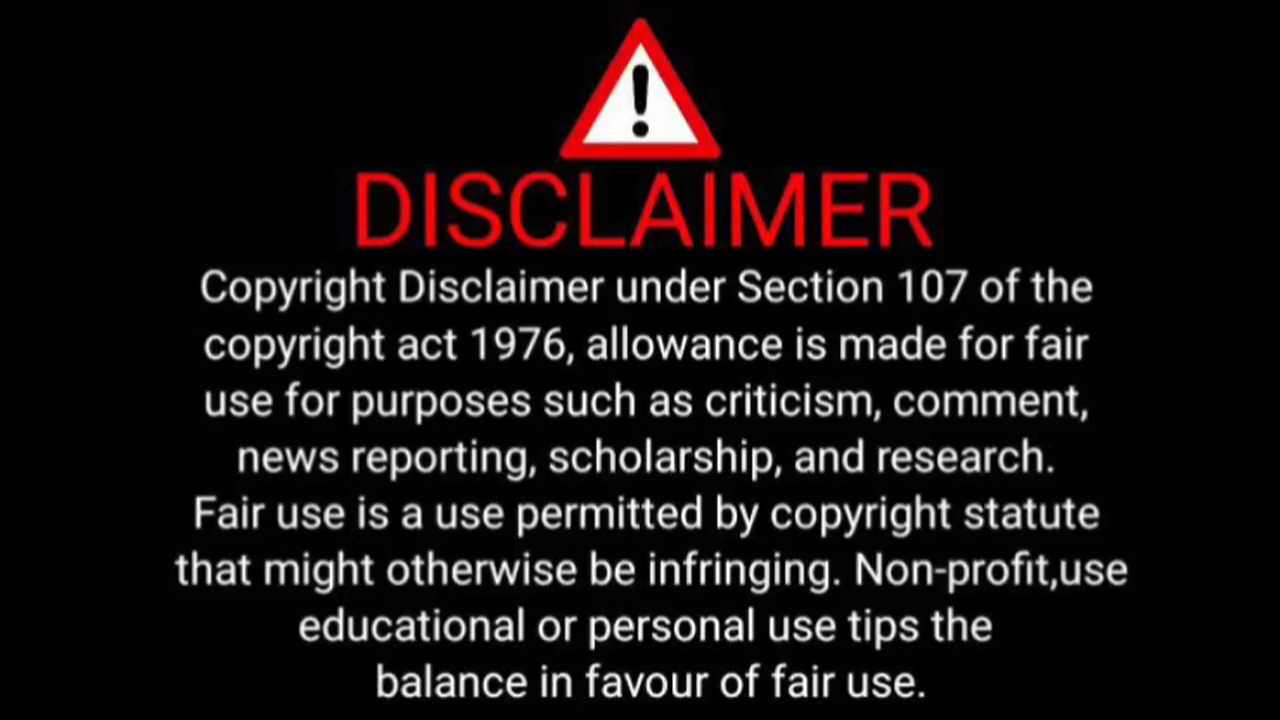 DISCLAIMER
Copyright Disclaimer under Section 107 of the
copyright act 1976, allowance is made for fair
use for purposes such as criticism, comment,
news reporting, scholarship, and research.
Fair use is a use permitted by copyright statute
that might otherwise be infringing. Non-profit,use
educational or personal use tips the
balance in favour of fair use.